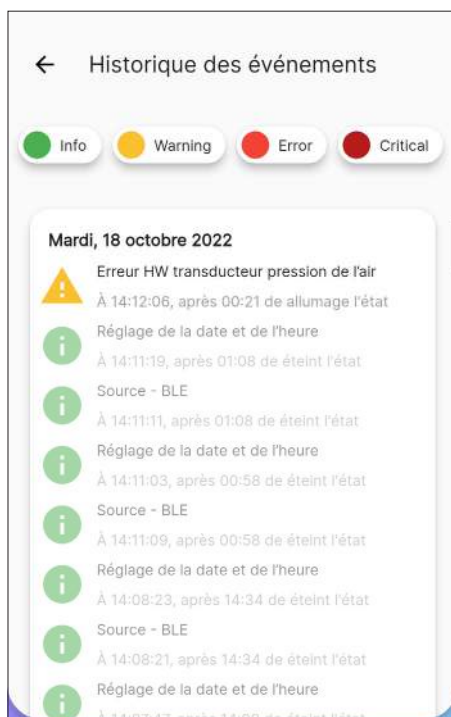 Historique des événements
Info Warning Error Critical
Mardi, 18 octobre 2022
Erreur HW transducteur pression de l'air
À 14:12:06, après 00:21 de allumage l'état
Réglage de la date et de l'heure
À 14:11:19, après 01:08 de éteint l'état
Source - BLE
À 14:11:11, après 01:08 de éteint l'état
Réglage de la date et de l'heure
À 14:11:03, après 00:58 de éteint l'état
Source - BLE
À 14:11:09, après 00:58 de éteint l'état
Réglage de la date et de l'heure
À 14:08:23, après 14:34 de éteint l'état
Source - BLE
À 14:08:21, après 14:34 de éteint l'état
Réglage de la date et de l'heure